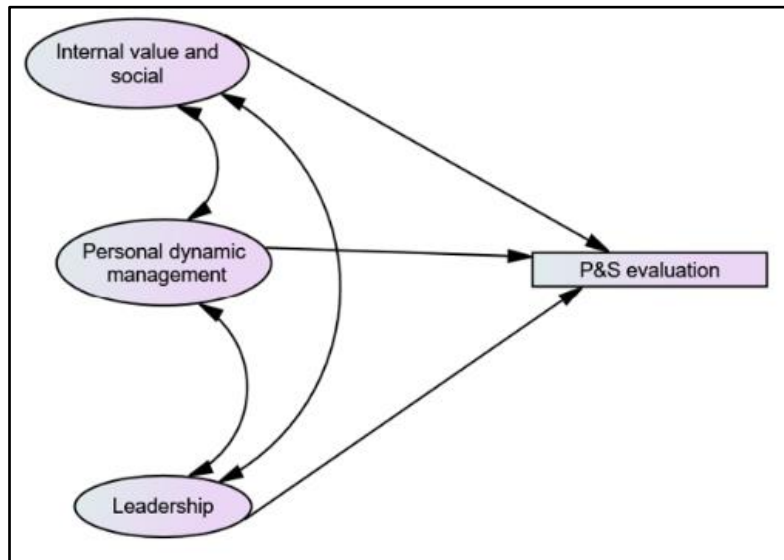 Internal value and
social
Personal dynamic
management
P&S evaluation
Leadership